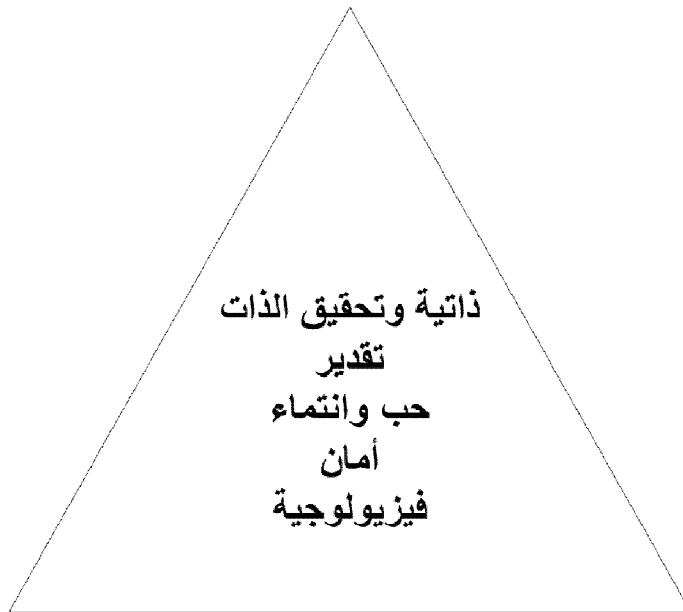 ذاتية وتحقيق الذات
تقدير
حب وانتماء
أمان
فيزيولوجية